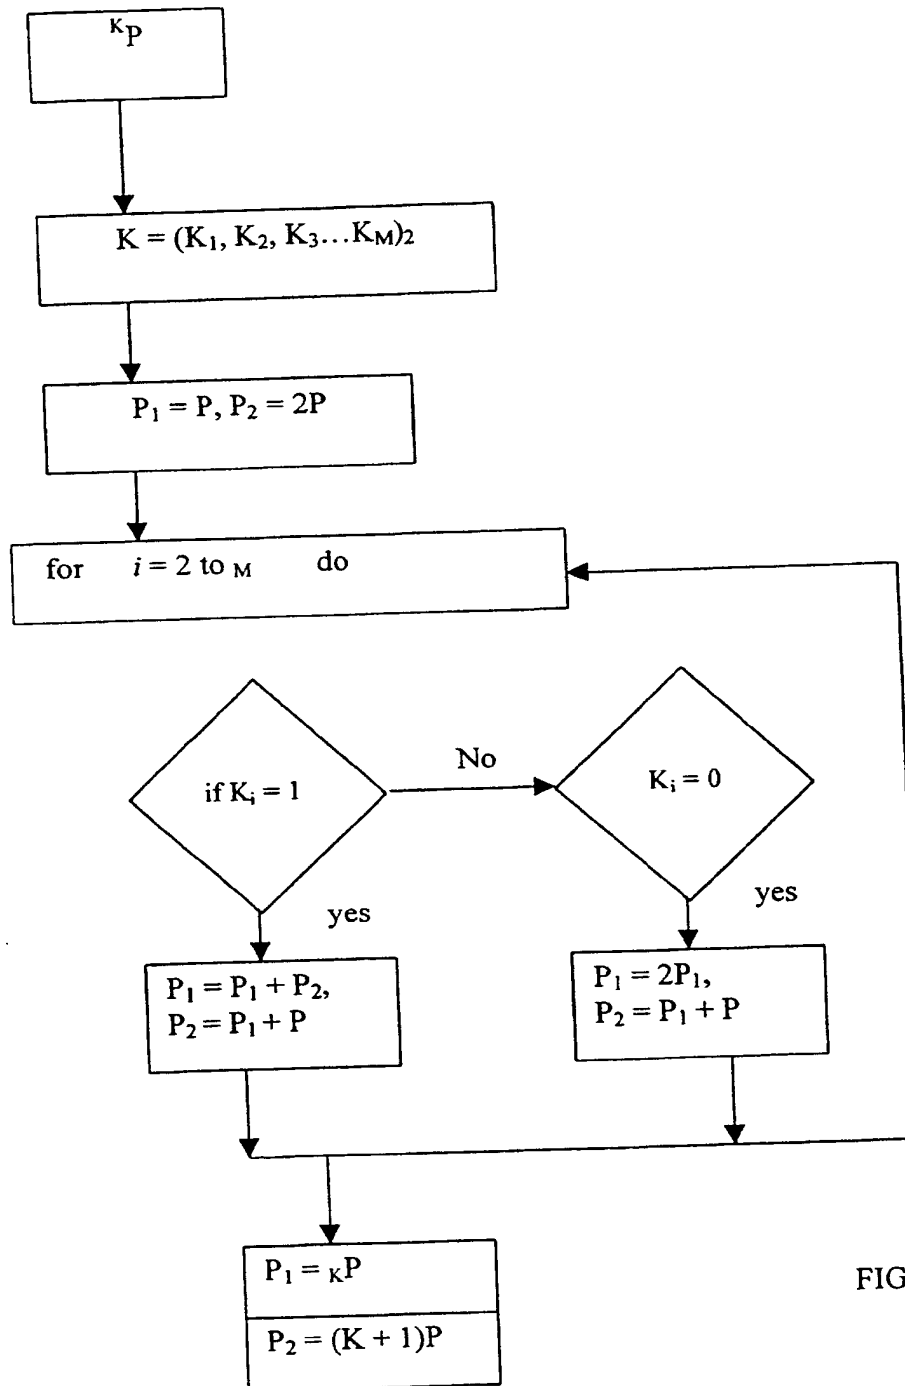 KP
K = (K1, K2, K3...KM)2
P1 = P, P2 = 2P
for i = 2 to M do
if Ki = 1
No
Ki = 0
yes
yes
P1 = P1 + P2,
P2 = P1 + P
P1 = 2P1,
P2 = P1 + P
P1 = KP
P2 = (K + 1)P
FIG